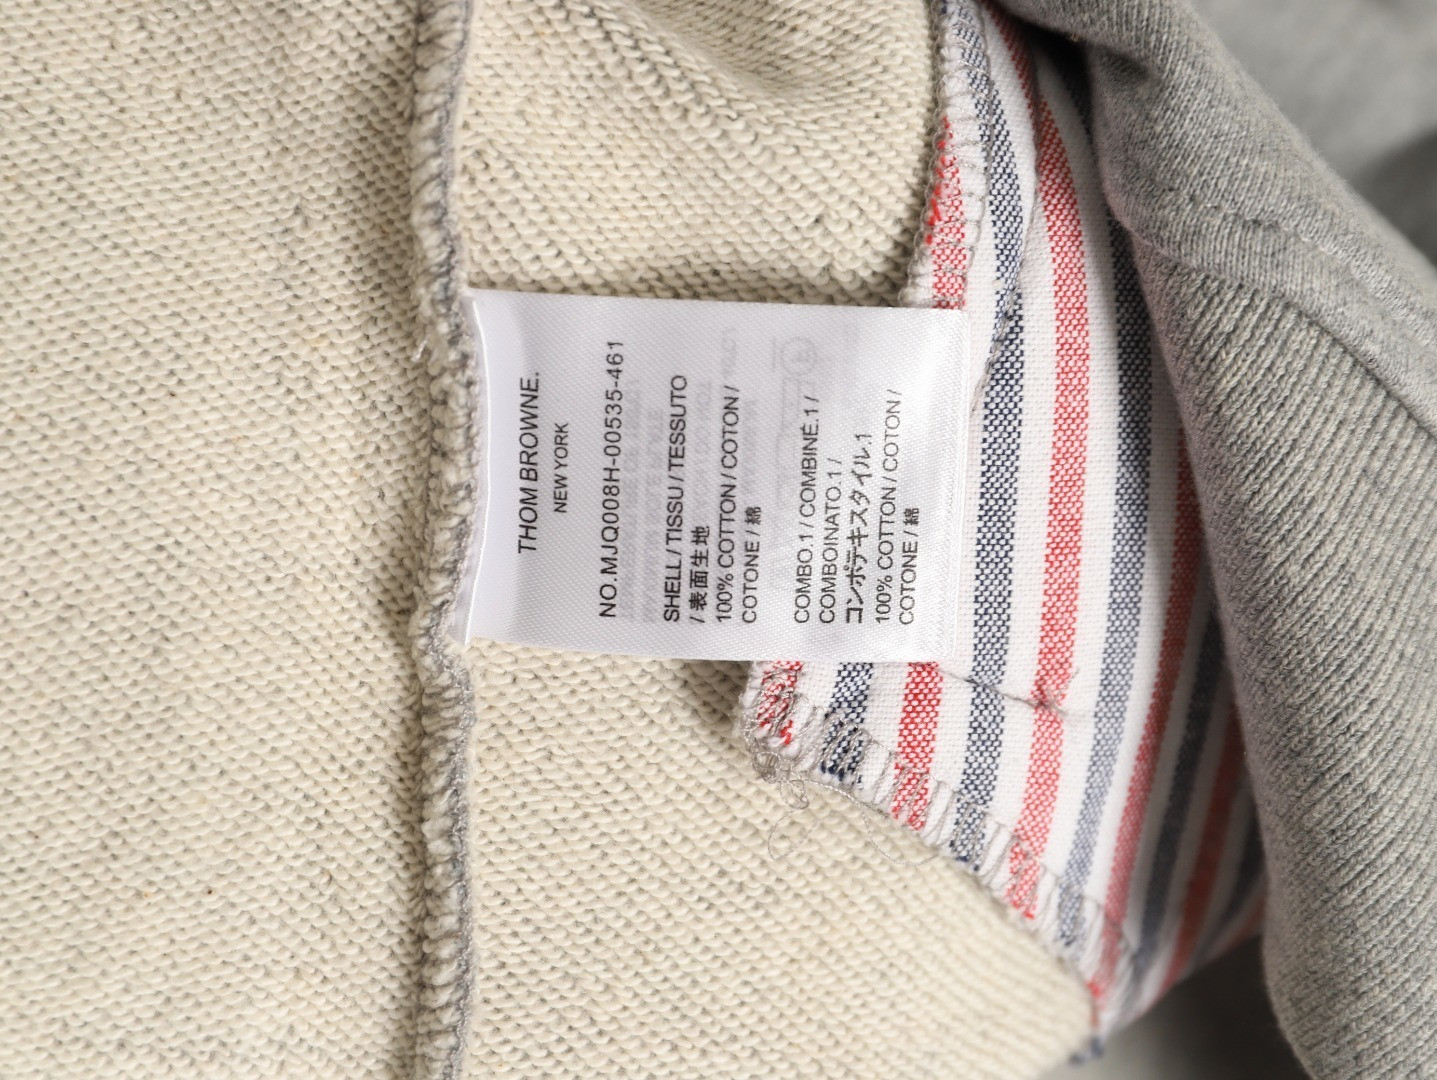 THOM BROWNE.
NEW YORK
NO.MJQ008H-00535-461
SHELL / TISSU / TESSUTO
/ 表面生地
100% COTTON / COTON /
COTONE / 綿
COMBO.1 / COMBINÉ.1 /
COMBOINATO.1 /
コンポテキスタイル.1
100% COTTON / COTON /
COTONE / 綿